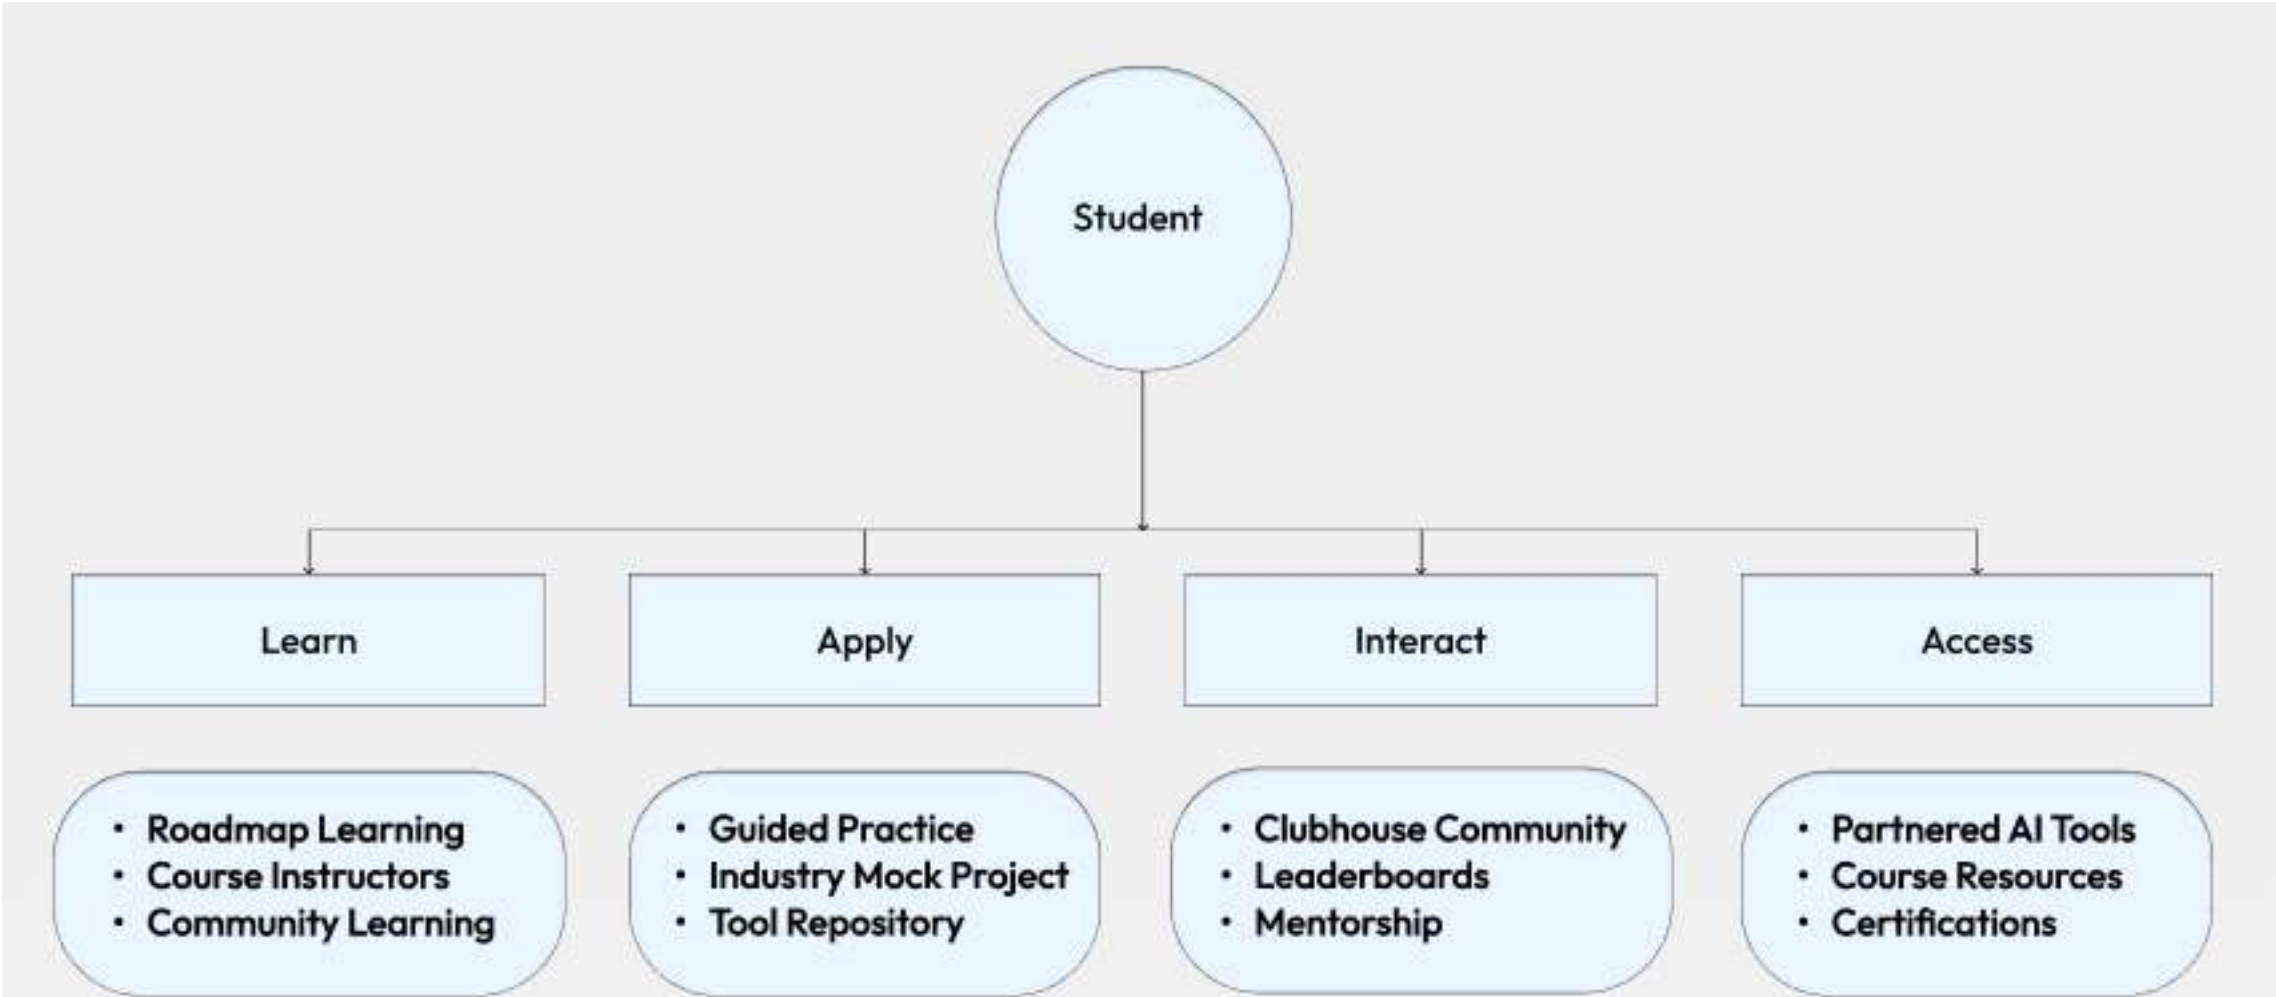 Student
Learn
Apply
Interact
Access
• Roadmap Learning
• Course Instructors
• Community Learning
• Guided Practice
• Industry Mock Project
• Tool Repository
• Clubhouse Community
• Leaderboards
• Mentorship
• Partnered AI Tools
• Course Resources
• Certifications